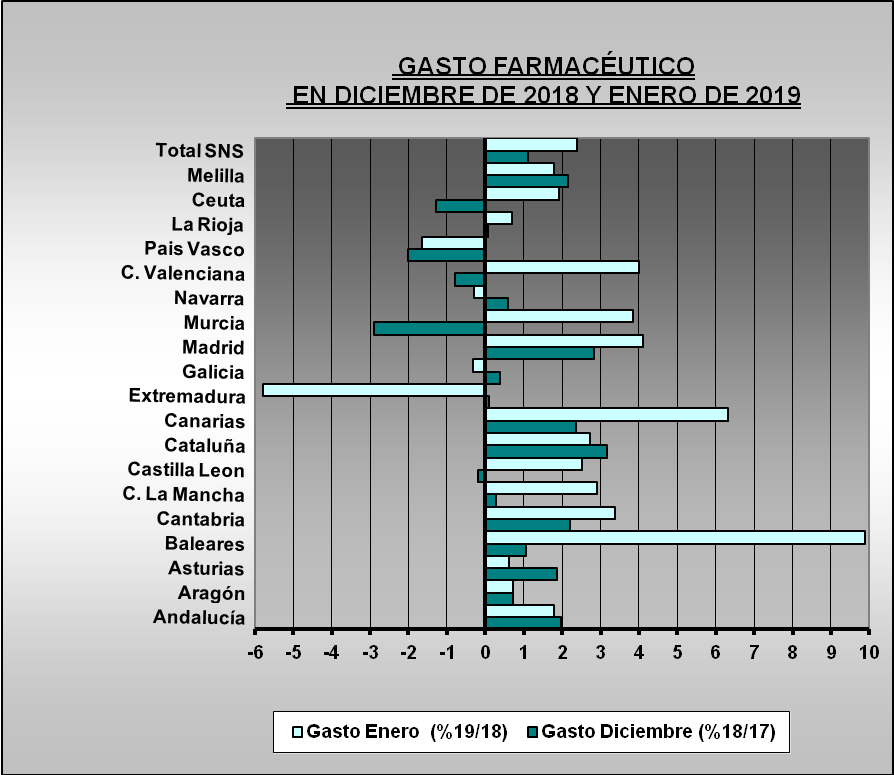 GASTO FARMACÉUTICO
EN DICIEMBRE DE 2018 Y ENERO DE 2019
Total SNS
Melilla
Ceuta
La Rioja
Pais Vasco
C. Valenciana
Navarra
Murcia
Madrid
Galicia
Extremadura
Canarias
Cataluña
Castilla Leon
C. La Mancha
Cantabria
Baleares
Asturias
Aragón
Andalucía
-6 -5 -4 -3 -2 -1 0 1 2 3 4 5 6 7 8 9 10
Gasto Enero (%19/18) Gasto Diciembre (%18/17)